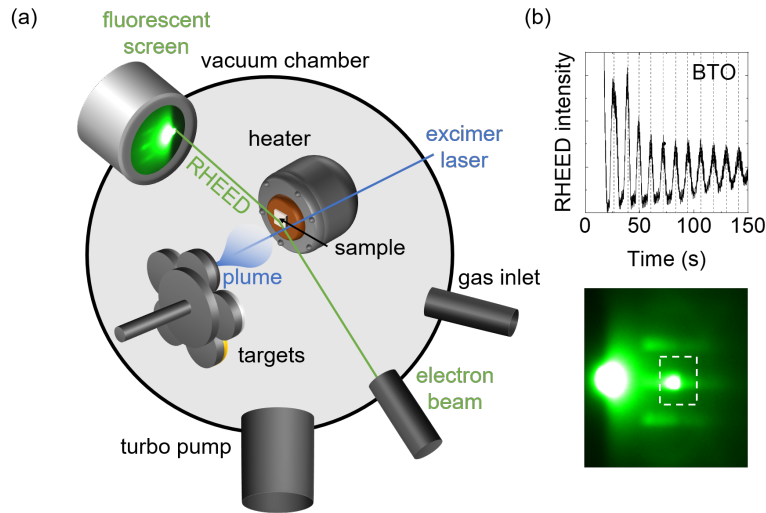 (a)
fluorescent
screen
vacuum chamber
heater
excimer
laser
RHEED
sample
plume
gas inlet
targets
electron
beam
turbo pump
(b)
BTO
RHEED intensity
0 50 100 150
Time (s)